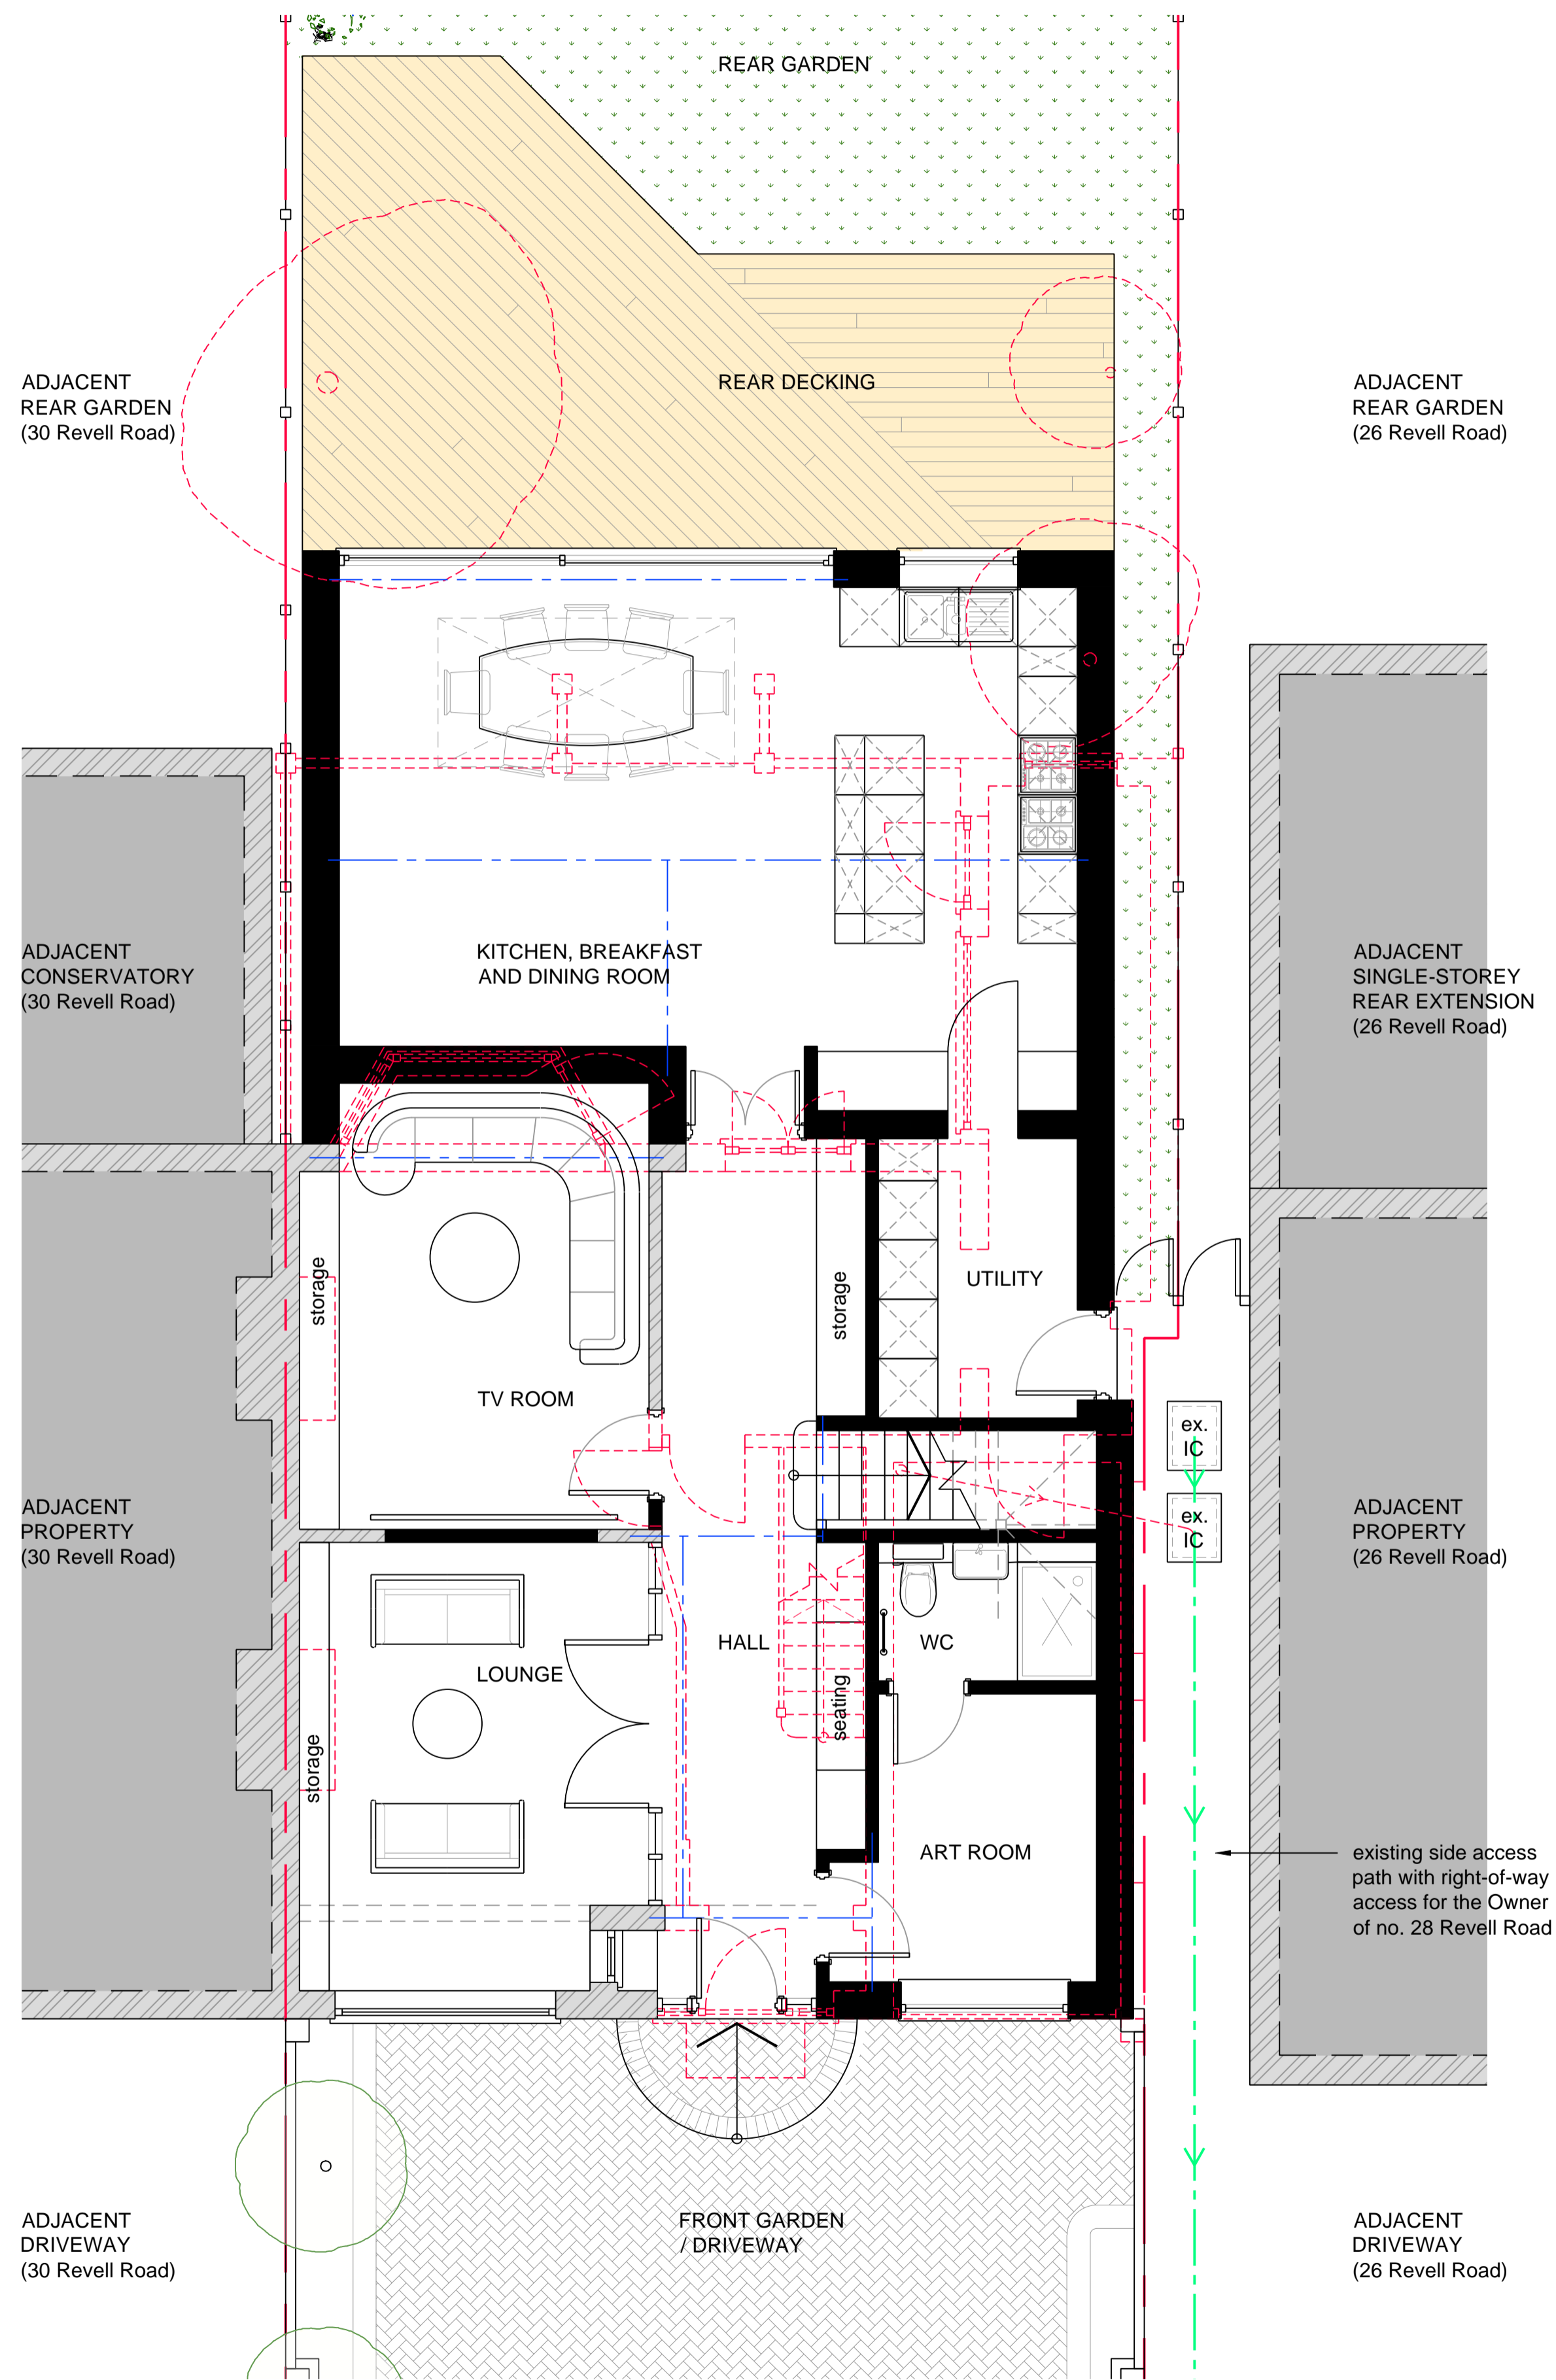 REAR GARDEN
ADJACENT
REAR GARDEN
(30 Revell Road)
REAR DECKING
ADJACENT
REAR GARDEN
(26 Revell Road)
ADJACENT
CONSERVATORY
(30 Revell Road)
KITCHEN, BREAKFAST
AND DINING ROOM
ADJACENT
SINGLE-STOREY
REAR EXTENSION
(26 Revell Road)
storage
storage
UTILITY
TV ROOM
ex.
IC
ex.
IC
ADJACENT
PROPERTY
(30 Revell Road)
ADJACENT
PROPERTY
(26 Revell Road)
HALL
WC
LOUNGE
seating
storage
ART ROOM
existing side access
path with right-of-way
access for the Owner
of no. 28 Revell Road
ADJACENT
DRIVEWAY
(30 Revell Road)
FRONT GARDEN
/ DRIVEWAY
ADJACENT
DRIVEWAY
(26 Revell Road)